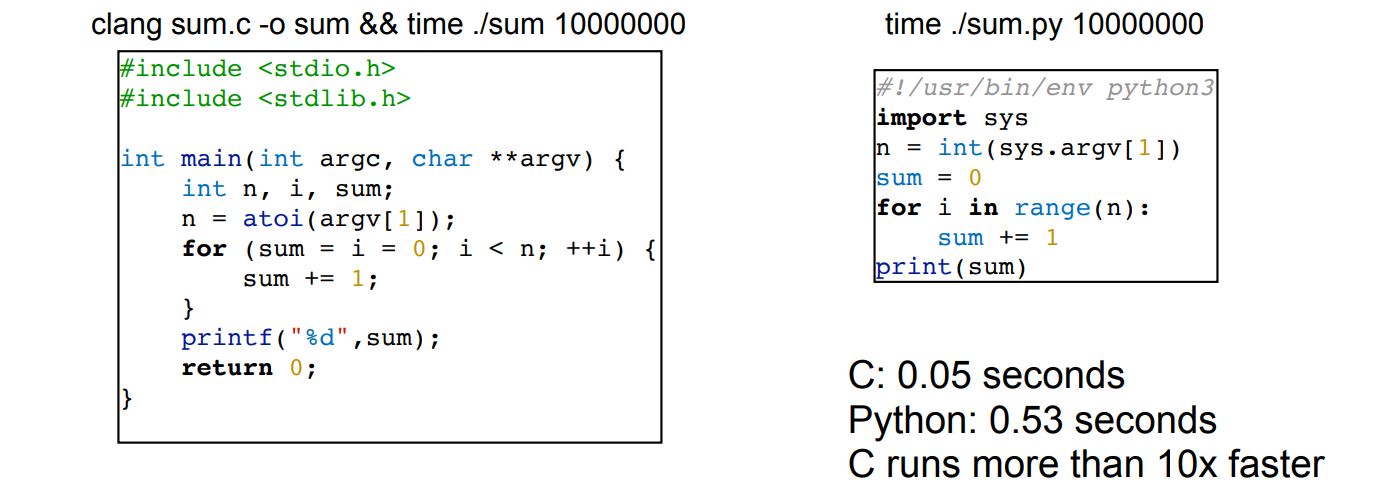 clang sum.c -o sum && time ./sum 10000000
#include <stdio.h>
#include <stdlib.h>
int main(int argc, char **argv) {
    int n, i, sum;
    n = atoi(argv[1]);
    for (sum = i = 0; i < n; ++i) {
        sum += 1;
    }
    printf("%d",sum);
    return 0;
}
time ./sum.py 10000000
#!/usr/bin/env python3
import sys
n = int(sys.argv[1])
sum = 0
for i in range(n):
    sum += 1
print(sum)
C: 0.05 seconds
Python: 0.53 seconds
C runs more than 10x faster